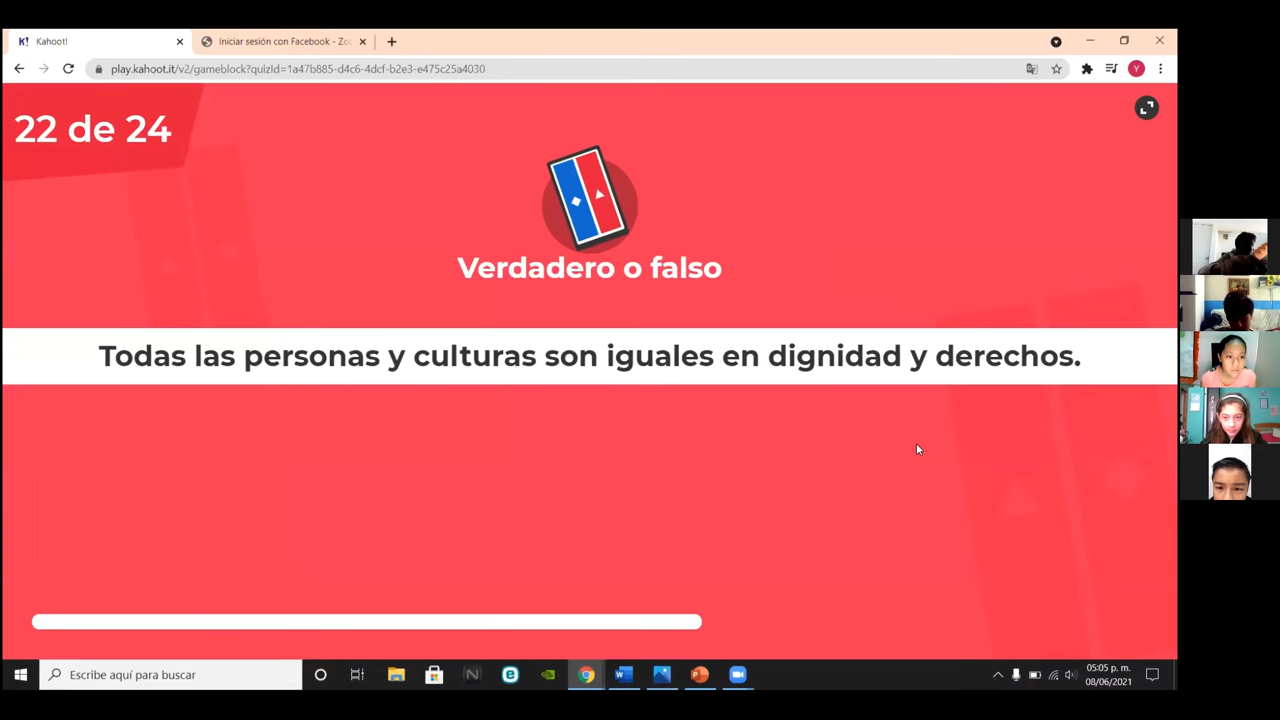 K! Kahoot!
Iniciar sesión con Facebook - Zoo
play.kahoot.it/v2/gameblock?quizId=1a47b885-d4c6-4dcf-b2e3-e475c25a4030
Y
22 de 24
Verdadero o falso
Todas las personas y culturas son iguales en dignidad y derechos.
Escribe aquí para buscar
05:05 p. m.
08/06/2021